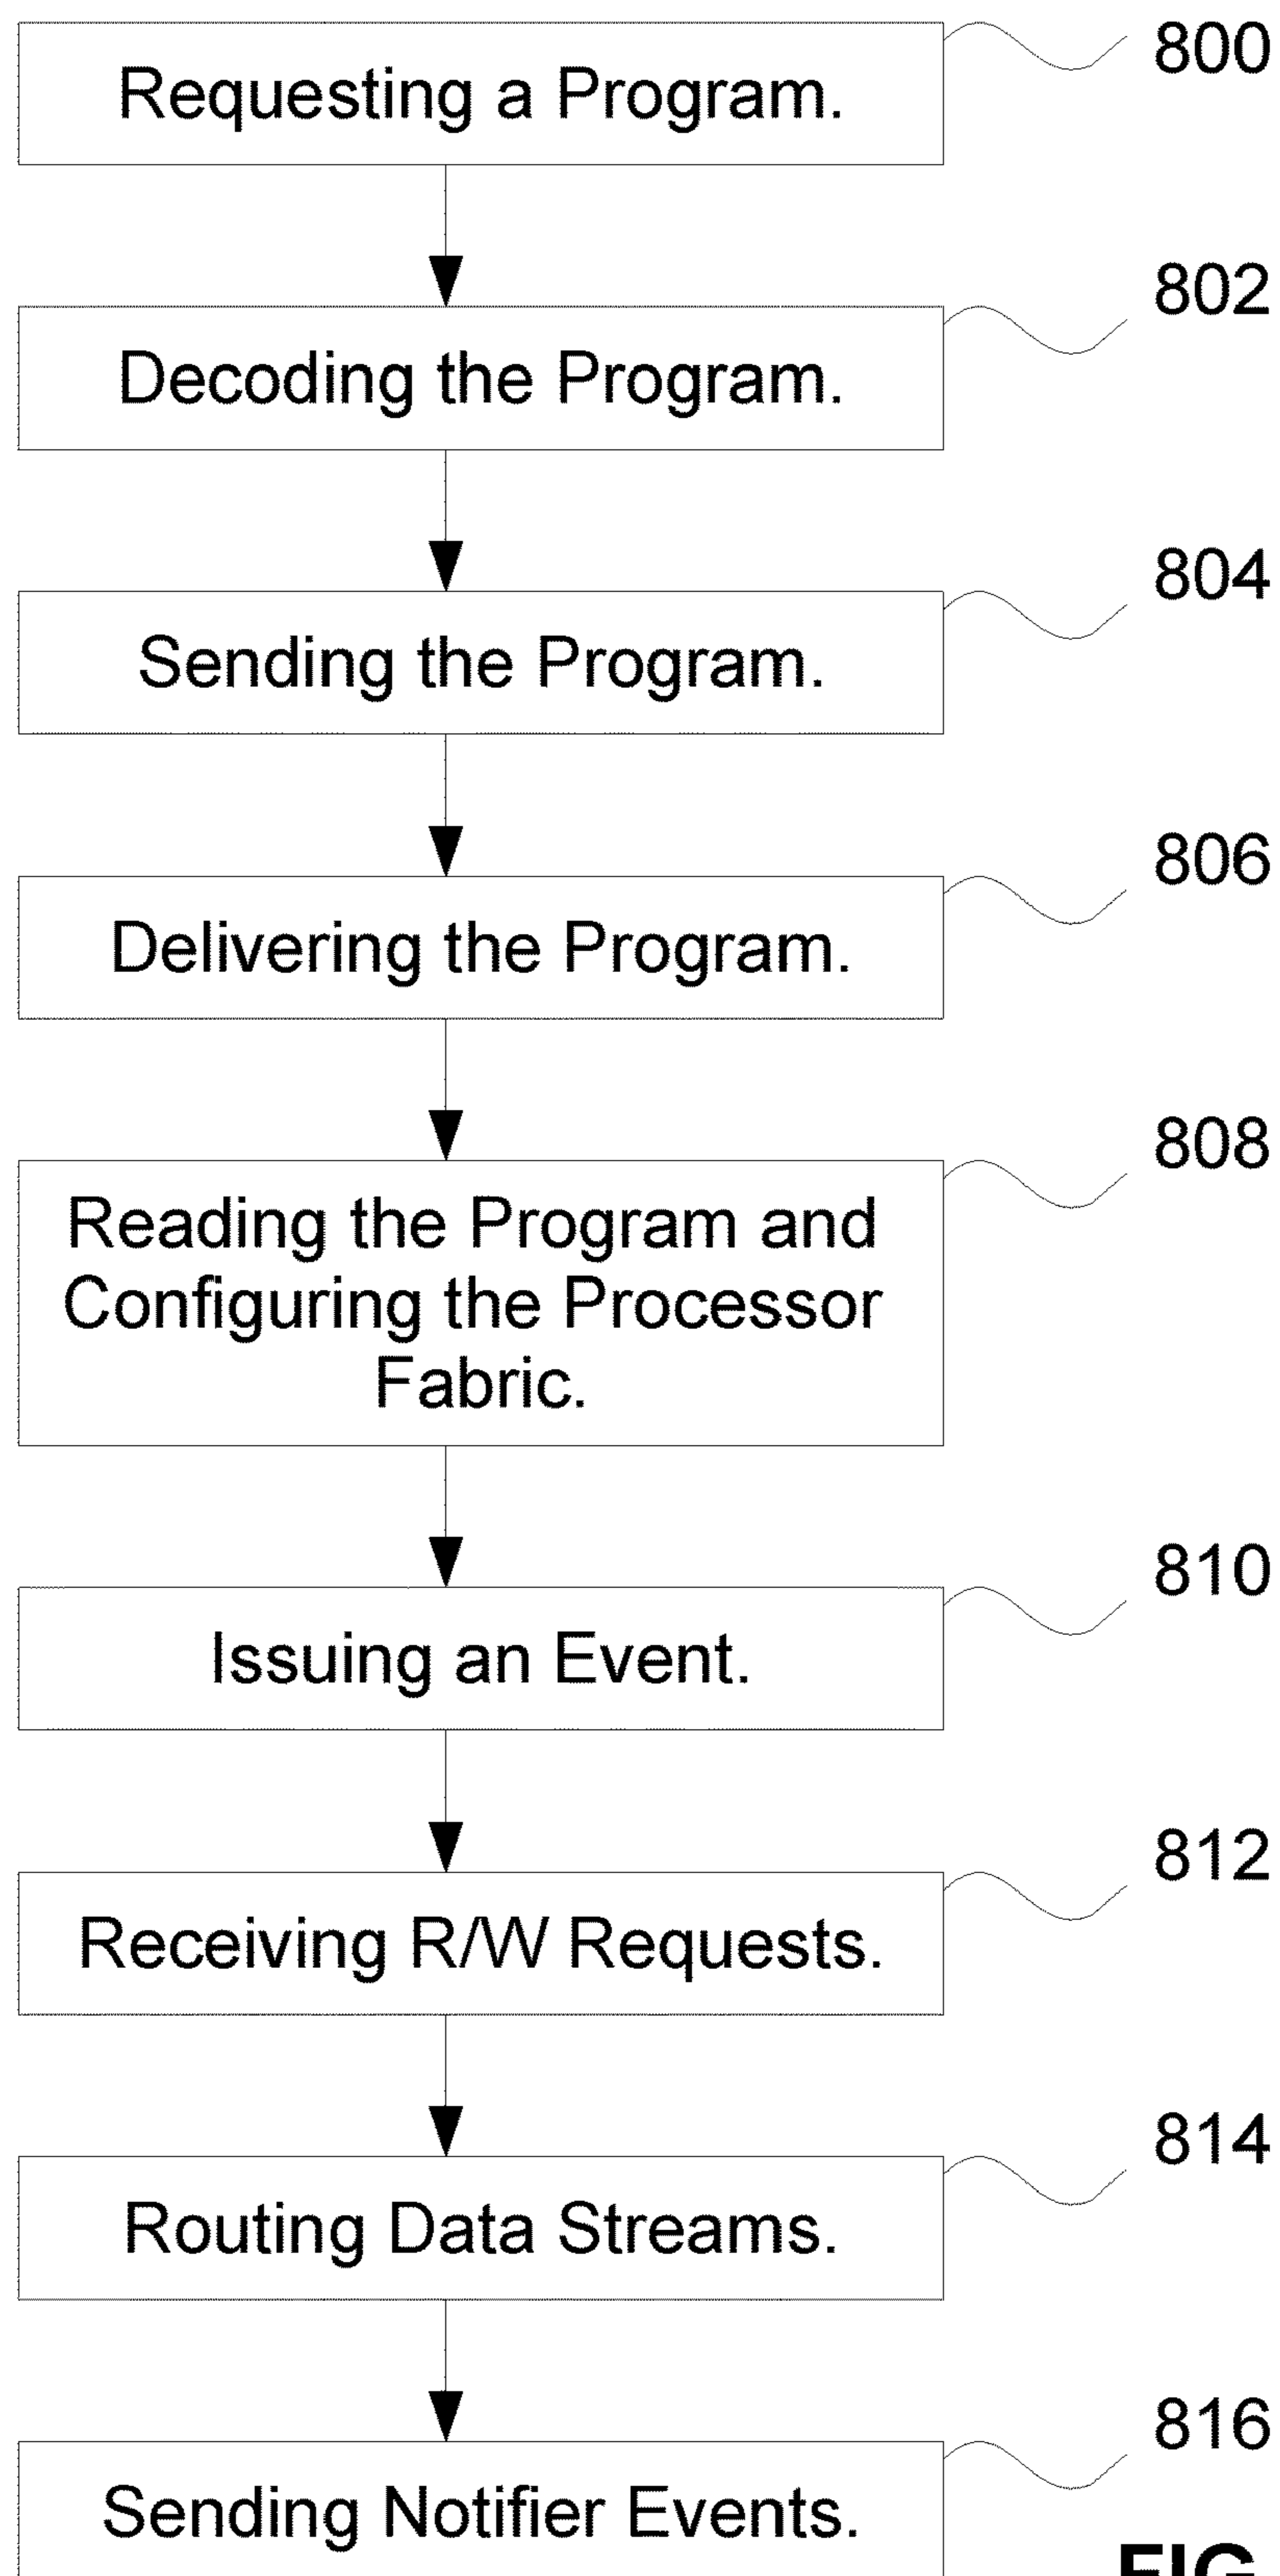 800
Requesting a Program.
802
Decoding the Program.
804
Sending the Program.
806
Delivering the Program.
808
Reading the Program and
Configuring the Processor
Fabric.
810
Issuing an Event.
812
Receiving R/W Requests.
814
Routing Data Streams.
816
Sending Notifier Events.
FIG